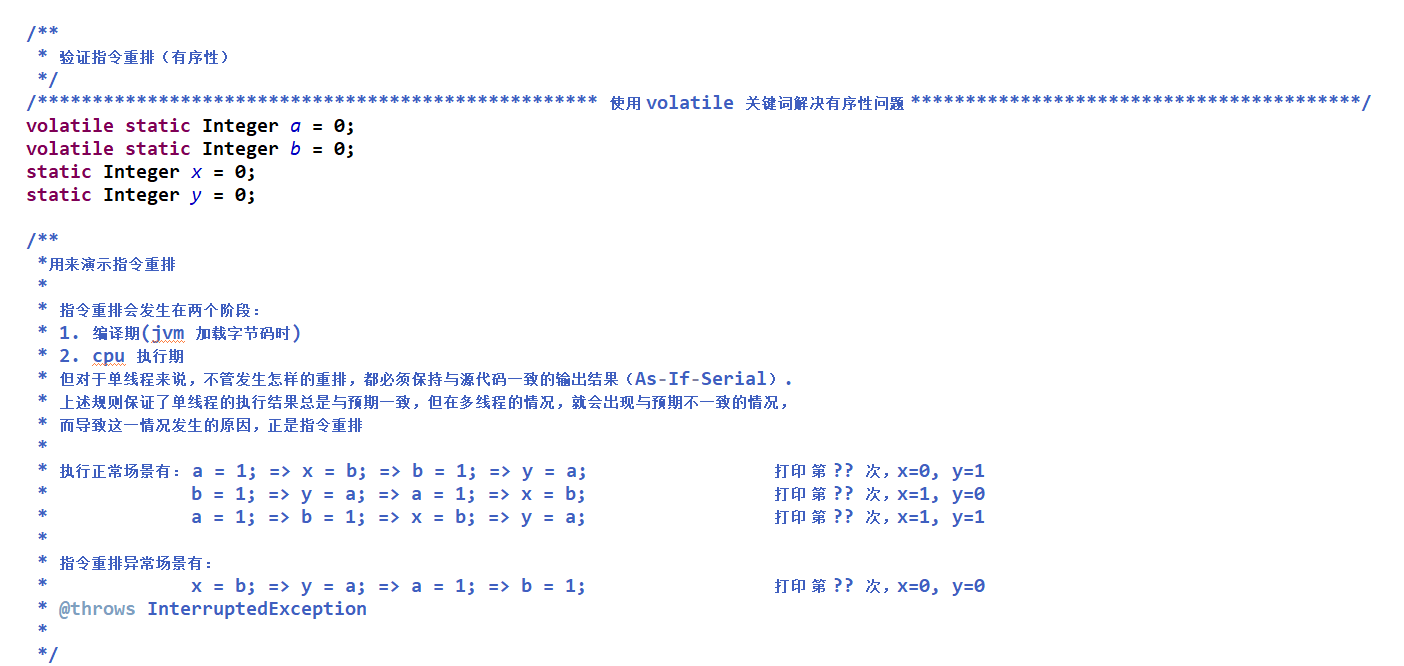 /**
 * 验证指令重排（有序性）
 */
/*************************************************** 使用 volatile 关键词解决有序性问题 *****************************************/
volatile static Integer a = 0;
volatile static Integer b = 0;
static Integer x = 0;
static Integer y = 0;
/**
 *用来演示指令重排
 *
 * 指令重排会发生在两个阶段：
 * 1. 编译期(jvm 加载字节码时)
 * 2. cpu 执行期
 * 但对于单线程来说，不管发生怎样的重排，都必须保持与源代码一致的输出结果（As-If-Serial）.
 * 上述规则保证了单线程的执行结果总是与预期一致，但在多线程的情况，就会出现与预期不一致的情况，
 * 而导致这一情况发生的原因，正是指令重排
 *
 * 执行正常场景有：a = 1; => x = b; => b = 1; => y = a; 打印 第 ?? 次，x=0, y=1
 * b = 1; => y = a; => a = 1; => x = b; 打印 第 ?? 次，x=1, y=0
 * a = 1; => b = 1; => x = b; => y = a; 打印 第 ?? 次，x=1, y=1
 *
 * 指令重排异常场景有：
 * x = b; => y = a; => a = 1; => b = 1; 打印 第 ?? 次，x=0, y=0
 * @throws InterruptedException
 *
 */